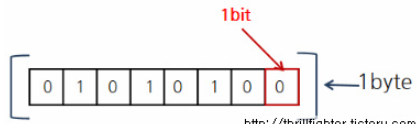 1bit
0 1 0 1 0 1 0 0
1byte
http://thrillfighter.tistory.com